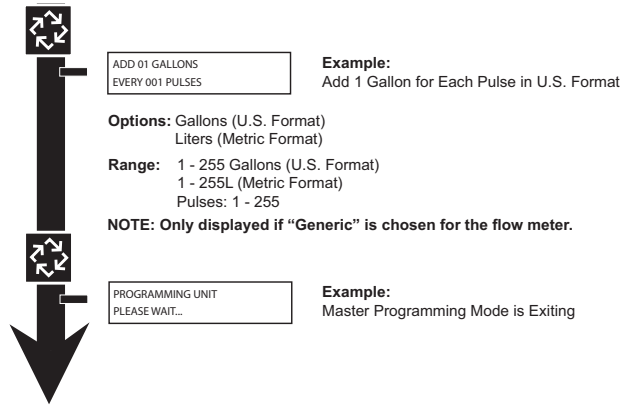 ADD 01 GALLONS
EVERY 001 PULSES
Example:
Add 1 Gallon for Each Pulse in U.S. Format
Options: Gallons (U.S. Format)
Liters (Metric Format)
Range: 1 - 255 Gallons (U.S. Format)
1 - 255L (Metric Format)
Pulses: 1 - 255
NOTE: Only displayed if “Generic” is chosen for the flow meter.
PROGRAMMING UNIT
PLEASE WAIT...
Example:
Master Programming Mode is Exiting